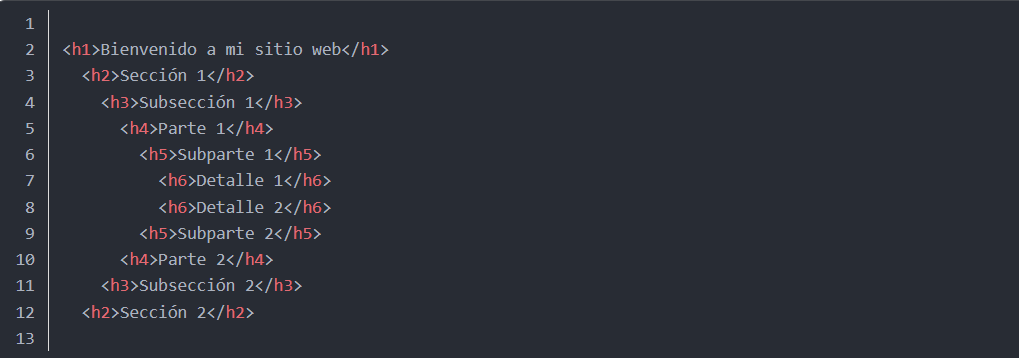 1
2 <h1>Bienvenido a mi sitio web</h1>
3 <h2>Sección 1</h2>
4 <h3>Subsección 1</h3>
5 <h4>Parte 1</h4>
6 <h5>Subparte 1</h5>
7 <h6>Detalle 1</h6>
8 <h6>Detalle 2</h6>
9 <h5>Subparte 2</h5>
10 <h4>Parte 2</h4>
11 <h3>Subsección 2</h3>
12 <h2>Sección 2</h2>
13